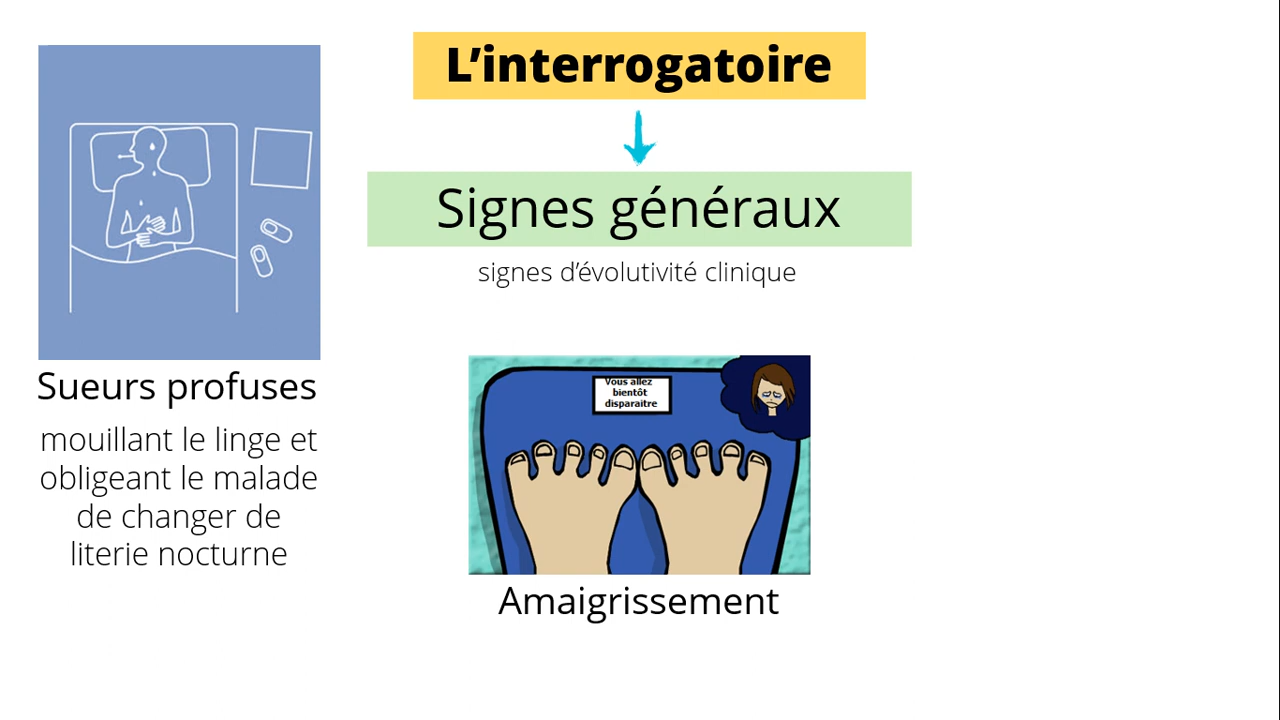 L’interrogatoire
Signes généraux
signes d’évolutivité clinique
Sueurs profuses
mouillant le linge et
obligeant le malade
de changer de
literie nocturne
Vous allez
bientôt
disparaitre
Amaigrissement